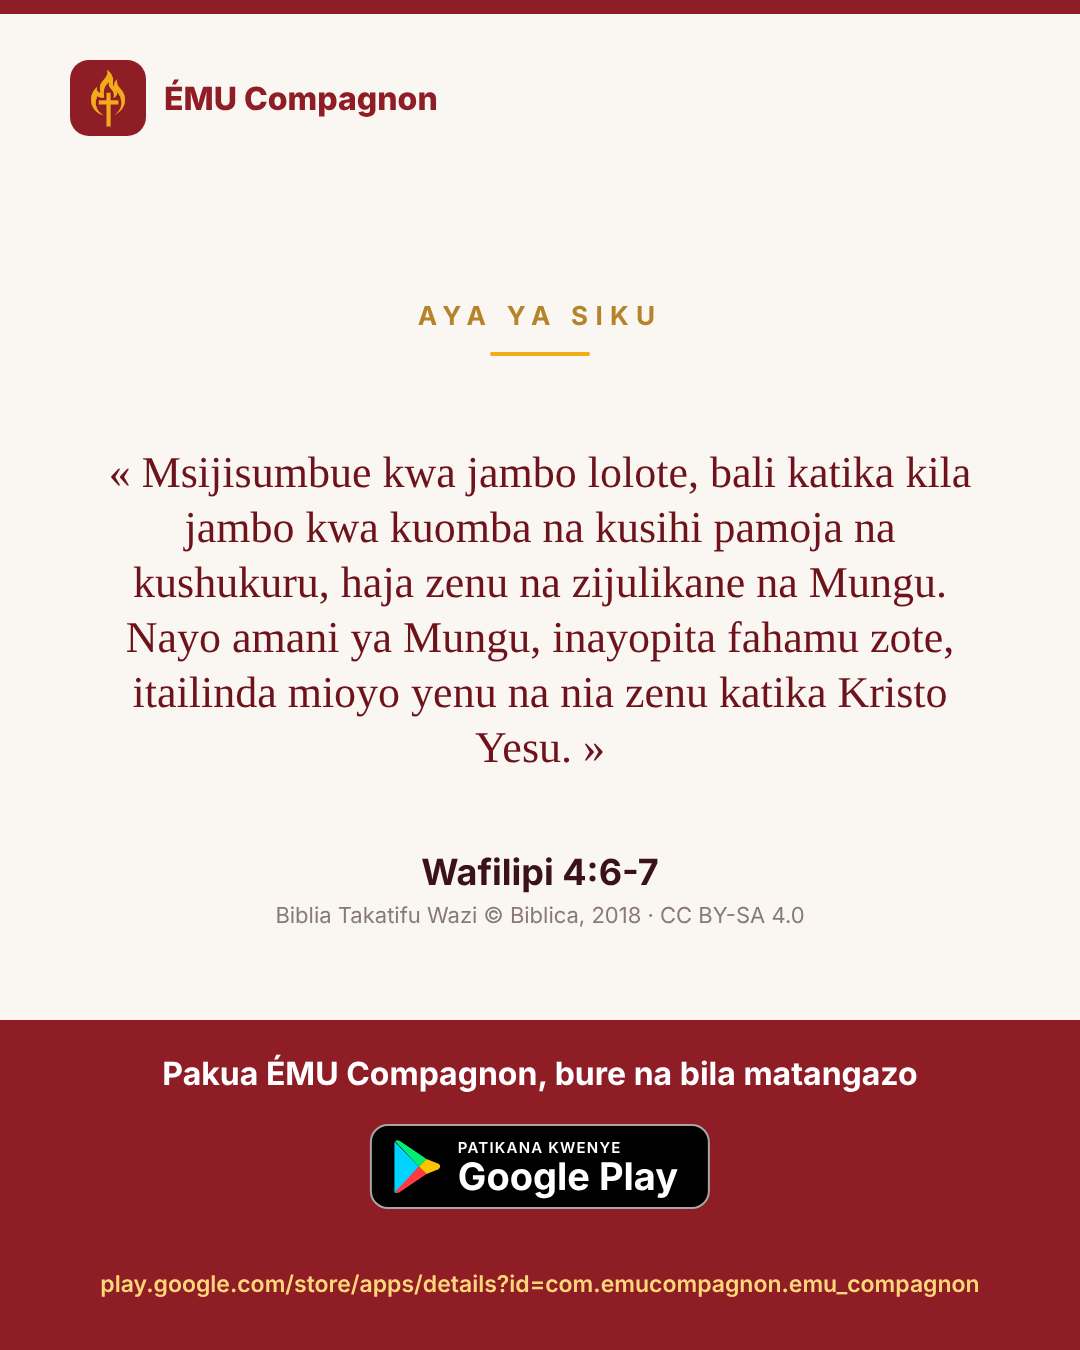 ÉMU Compagnon
AYA YA SIKU
« Msijisumbue kwa jambo lolote, bali katika kila
jambo kwa kuomba na kusihi pamoja na
kushukuru, haja zenu na zijulikane na Mungu.
Nayo amani ya Mungu, inayopita fahamu zote,
itailinda mioyo yenu na nia zenu katika Kristo
Yesu. »
Wafilipi 4:6-7
Biblia Takatifu Wazi © Biblica, 2018 · CC BY-SA 4.0
Pakua ÉMU Compagnon, bure na bila matangazo
PATIKANA KWENYE
Google Play
play.google.com/store/apps/details?id=com.emucompagnon.emu_compagnon